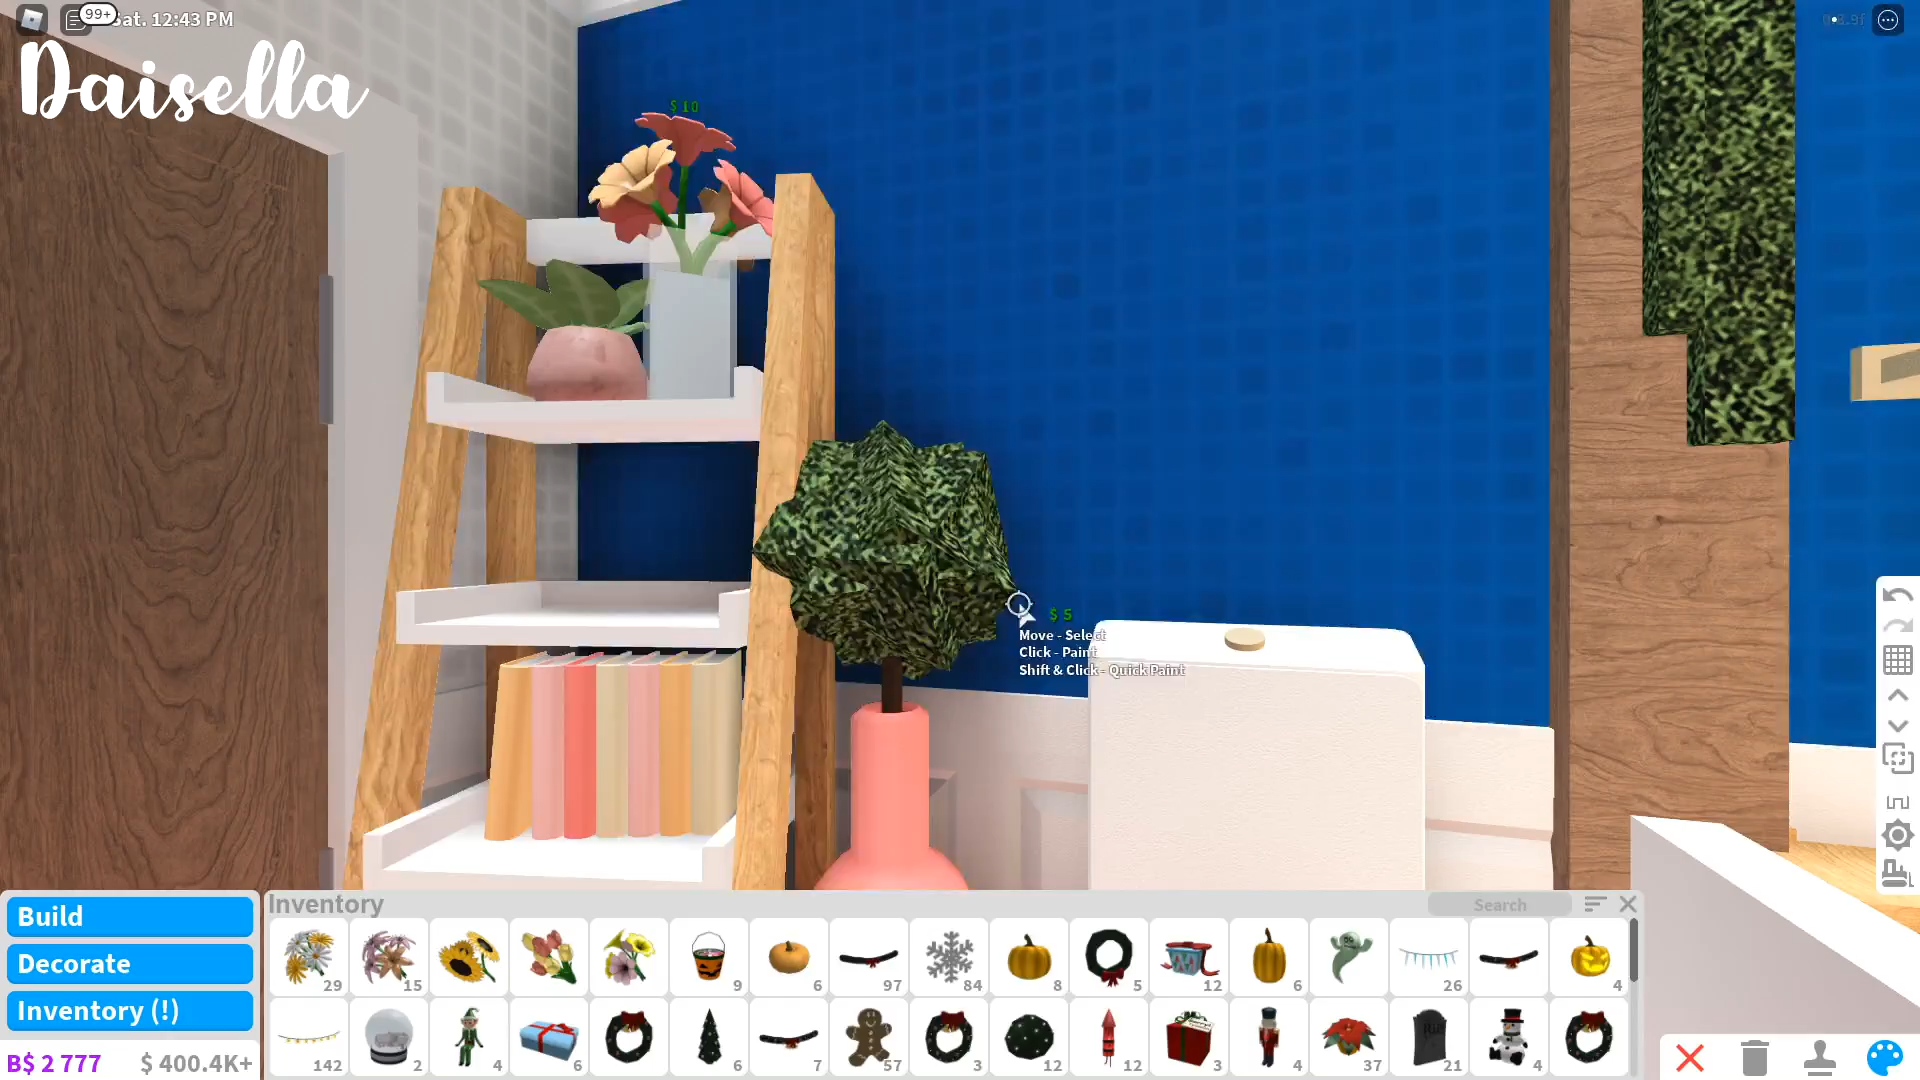 99+
Sat. 12:43 PM
Daisella
$ 10
$ 5
Move - Select
Click - Paint
Shift & Click - Quick Paint
Build
Decorate
Inventory (!)
B$ 2 777
$ 400.4K+
Inventory
Search
29
15
9
6
97
84
8
5
12
6
26
4
142
2
4
6
6
7
57
3
12
12
3
4
37
21
4